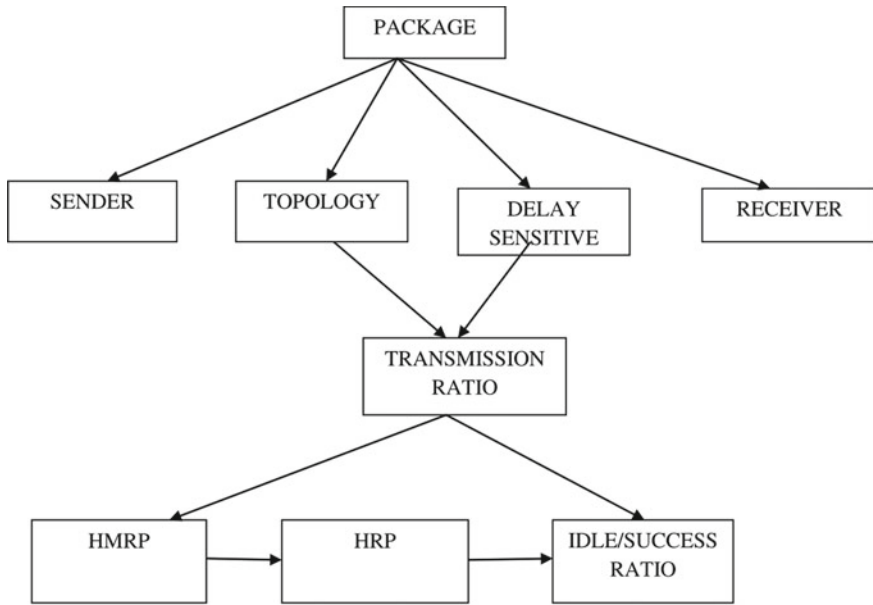 PACKAGE
SENDER
TOPOLOGY
DELAY
SENSITIVE
RECEIVER
TRANSMISSION
RATIO
HMRP
HRP
IDLE/SUCCESS
RATIO